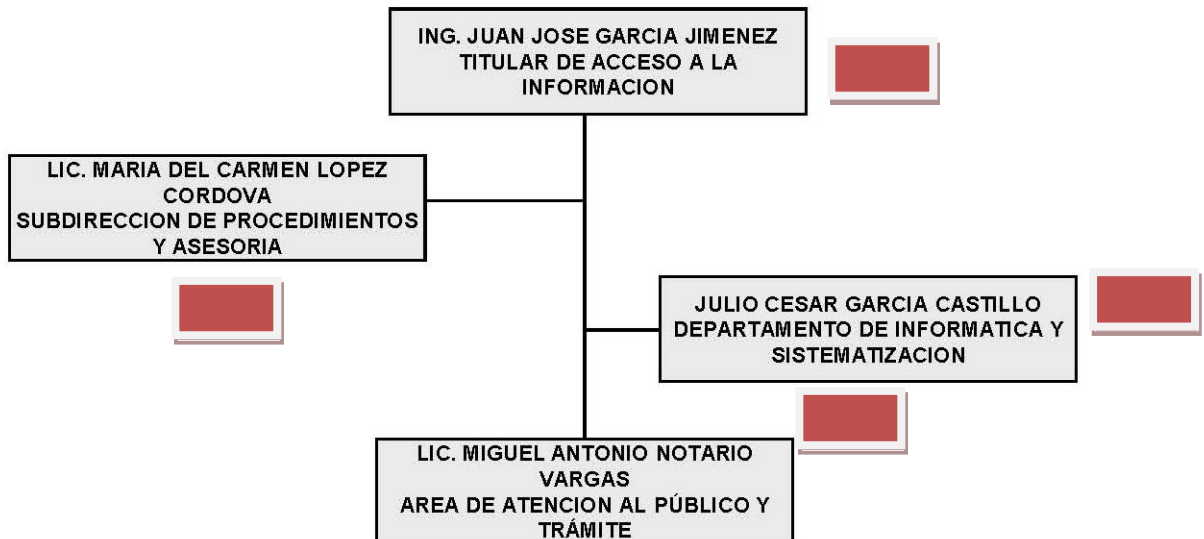 ING. JUAN JOSE GARCIA JIMENEZ
TITULAR DE ACCESO A LA
INFORMACION
LIC. MARIA DEL CARMEN LOPEZ
CORDOVA
SUBDIRECCION DE PROCEDIMIENTOS
Y ASESORIA
JULIO CESAR GARCIA CASTILLO
DEPARTAMENTO DE INFORMATICA Y
SISTEMATIZACION
LIC. MIGUEL ANTONIO NOTARIO
VARGAS
AREA DE ATENCION AL PÚBLICO Y
TRÁMITE